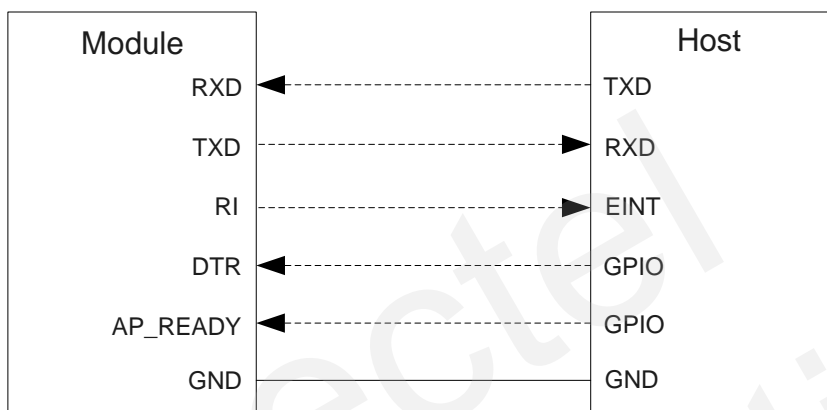 Module Host
RXD TXD
TXD RXD
RI EINT
DTR GPIO
AP_READY GPIO
GND GND